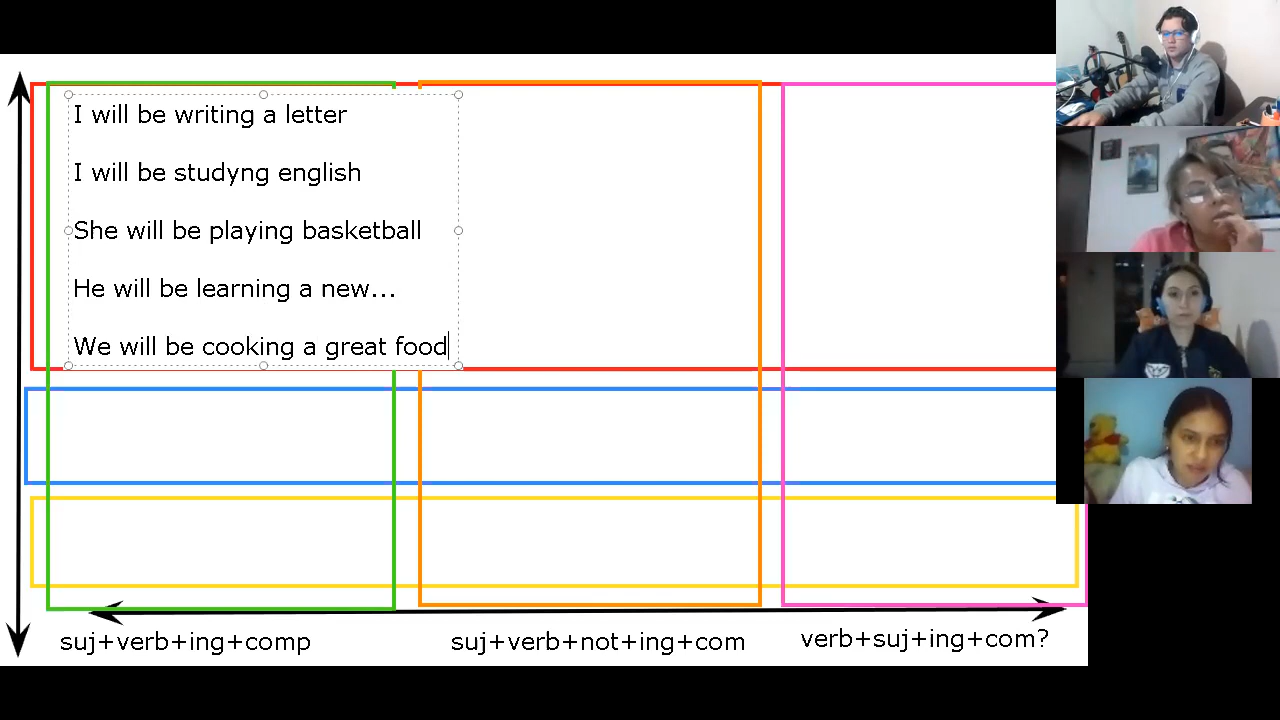 I will be writing a letter
I will be studyng english
She will be playing basketball
He will be learning a new...
We will be cooking a great food
suj+verb+ing+comp
suj+verb+not+ing+com
verb+suj+ing+com?